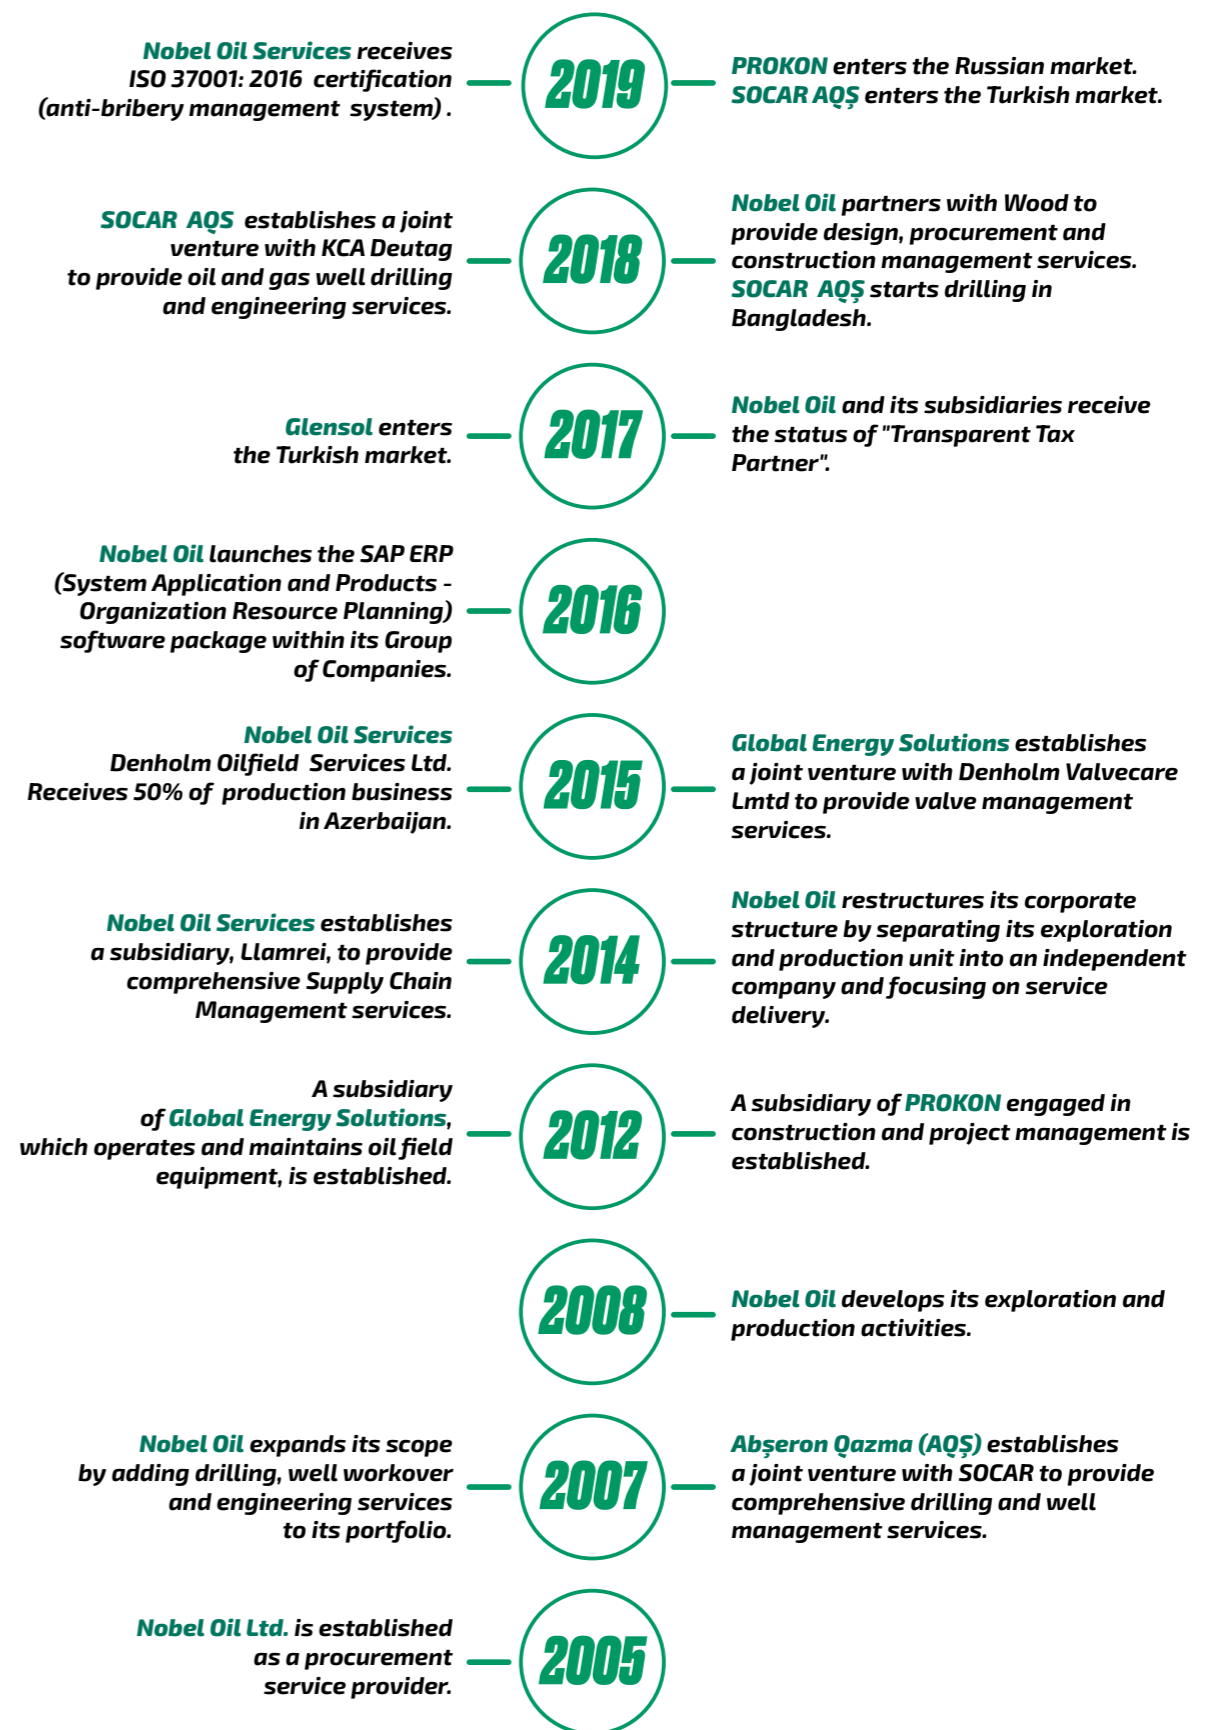 Nobel Oil Services receives
ISO 37001: 2016 certification
(anti-bribery management system) .
2019
PROKON enters the Russian market.
SOCAR AQŞ enters the Turkish market.
SOCAR AQS establishes a joint
venture with KCA Deutag
to provide oil and gas well drilling
and engineering services.
2018
Nobel Oil partners with Wood to
provide design, procurement and
construction management services.
SOCAR AQŞ starts drilling in
Bangladesh.
Glensol enters
the Turkish market.
2017
Nobel Oil and its subsidiaries receive
the status of "Transparent Tax
Partner".
Nobel Oil launches the SAP ERP
(System Application and Products -
Organization Resource Planning)
software package within its Group
of Companies.
2016
Nobel Oil Services
Denholm Oilfield Services Ltd.
Receives 50% of production business
in Azerbaijan.
2015
Global Energy Solutions establishes
a joint venture with Denholm Valvecare
Lmtd to provide valve management
services.
Nobel Oil Services establishes
a subsidiary, Llamrei, to provide
comprehensive Supply Chain
Management services.
2014
Nobel Oil restructures its corporate
structure by separating its exploration
and production unit into an independent
company and focusing on service
delivery.
A subsidiary
of Global Energy Solutions,
which operates and maintains oil field
equipment, is established.
2012
A subsidiary of PROKON engaged in
construction and project management is
established.
2008
Nobel Oil develops its exploration and
production activities.
Nobel Oil expands its scope
by adding drilling, well workover
and engineering services
to its portfolio.
2007
Abşeron Qazma (AQŞ) establishes
a joint venture with SOCAR to provide
comprehensive drilling and well
management services.
Nobel Oil Ltd. is established
as a procurement
service provider.
2005